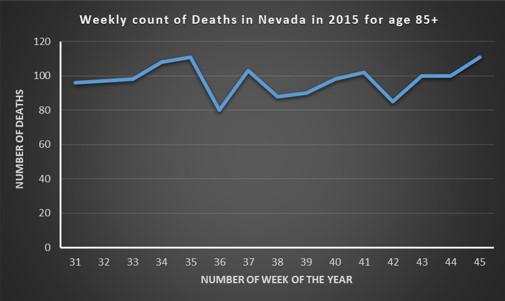 Weekly count of Deaths in Nevada in 2015 for age 85+
120
100
80
60
40
20
0
NUMBER OF DEATHS
31 32 33 34 35 36 37 38 39 40 41 42 43 44 45
NUMBER OF WEEK OF THE YEAR